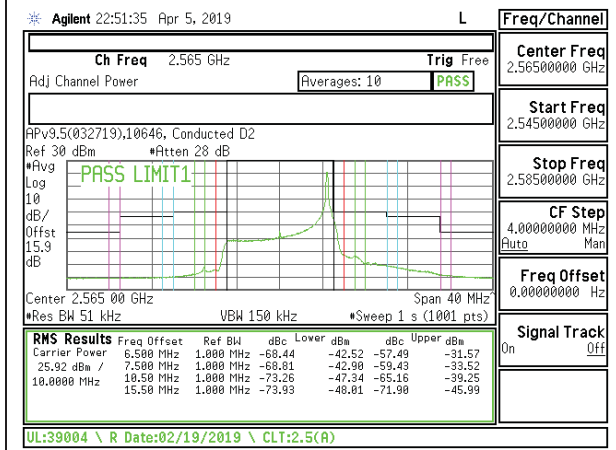 Agilent 22:51:35 Apr 5, 2019 L Freq/Channel
Ch Freq 2.565 GHz Trig Free
Adj Channel Power Averages: 10 PASS
APv9.5(032719),10646, Conducted D2
Ref 30 dBm #Atten 28 dB
#Avg
Log
10
dB/
Offst
15.9
dB
PASS LIMIT1
Center 2.565 00 GHz Span 40 MHz^
#Res BW 51 kHz VBW 150 kHz #Sweep 1 s (1001 pts)
RMS Results Freq Offset Ref BW dBc Lower dBm dBc Upper dBm
Carrier Power 6.500 MHz 1.000 MHz -68.44 -42.52 -57.49 -31.57
25.92 dBm / 7.500 MHz 1.000 MHz -68.81 -42.90 -59.43 -33.52
10.0000 MHz 10.50 MHz 1.000 MHz -73.26 -47.34 -65.16 -39.25
15.50 MHz 1.000 MHz -73.93 -48.01 -71.90 -45.99
UL:39004 \ R Date:02/19/2019 \ CLT:2.5(A)
Center Freq
2.56500000 GHz
Start Freq
2.54500000 GHz
Stop Freq
2.58500000 GHz
CF Step
4.00000000 MHz
Auto Man
Freq Offset
0.00000000 Hz
Signal Track
On Off